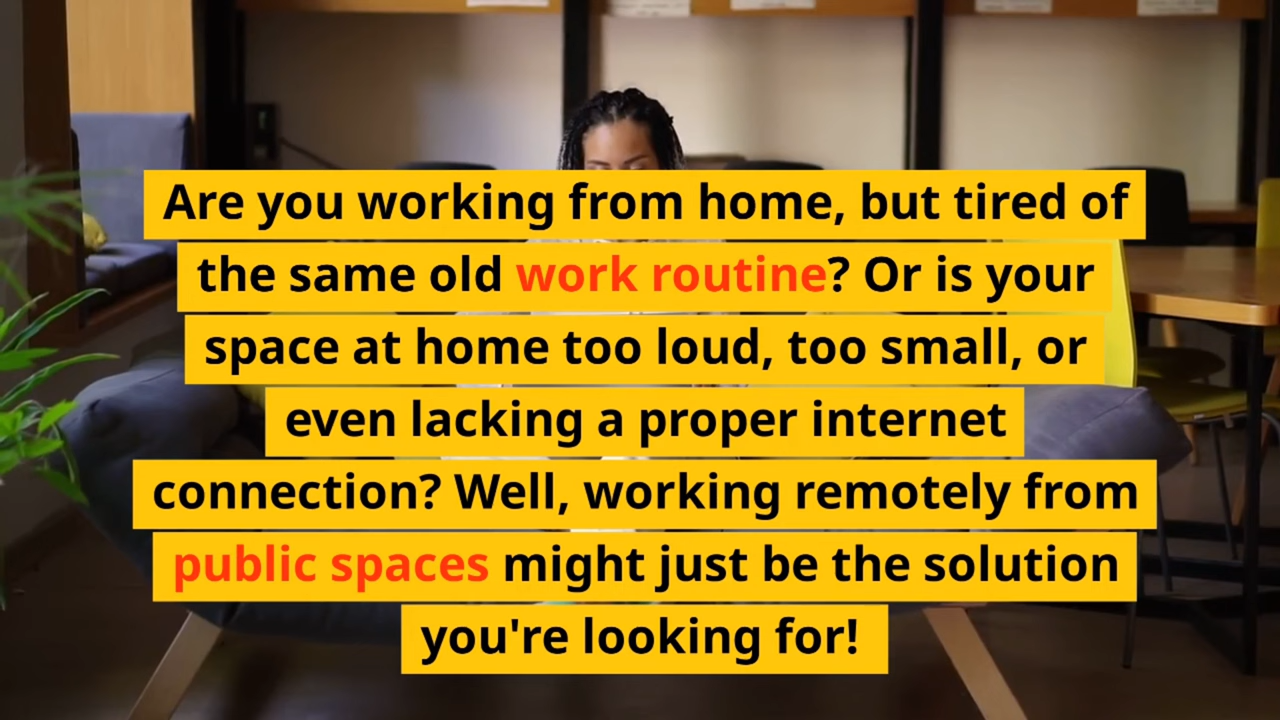 Are you working from home, but tired of
the same old work routine? Or is your
space at home too loud, too small, or
even lacking a proper internet
connection? Well, working remotely from
public spaces might just be the solution
you're looking for!